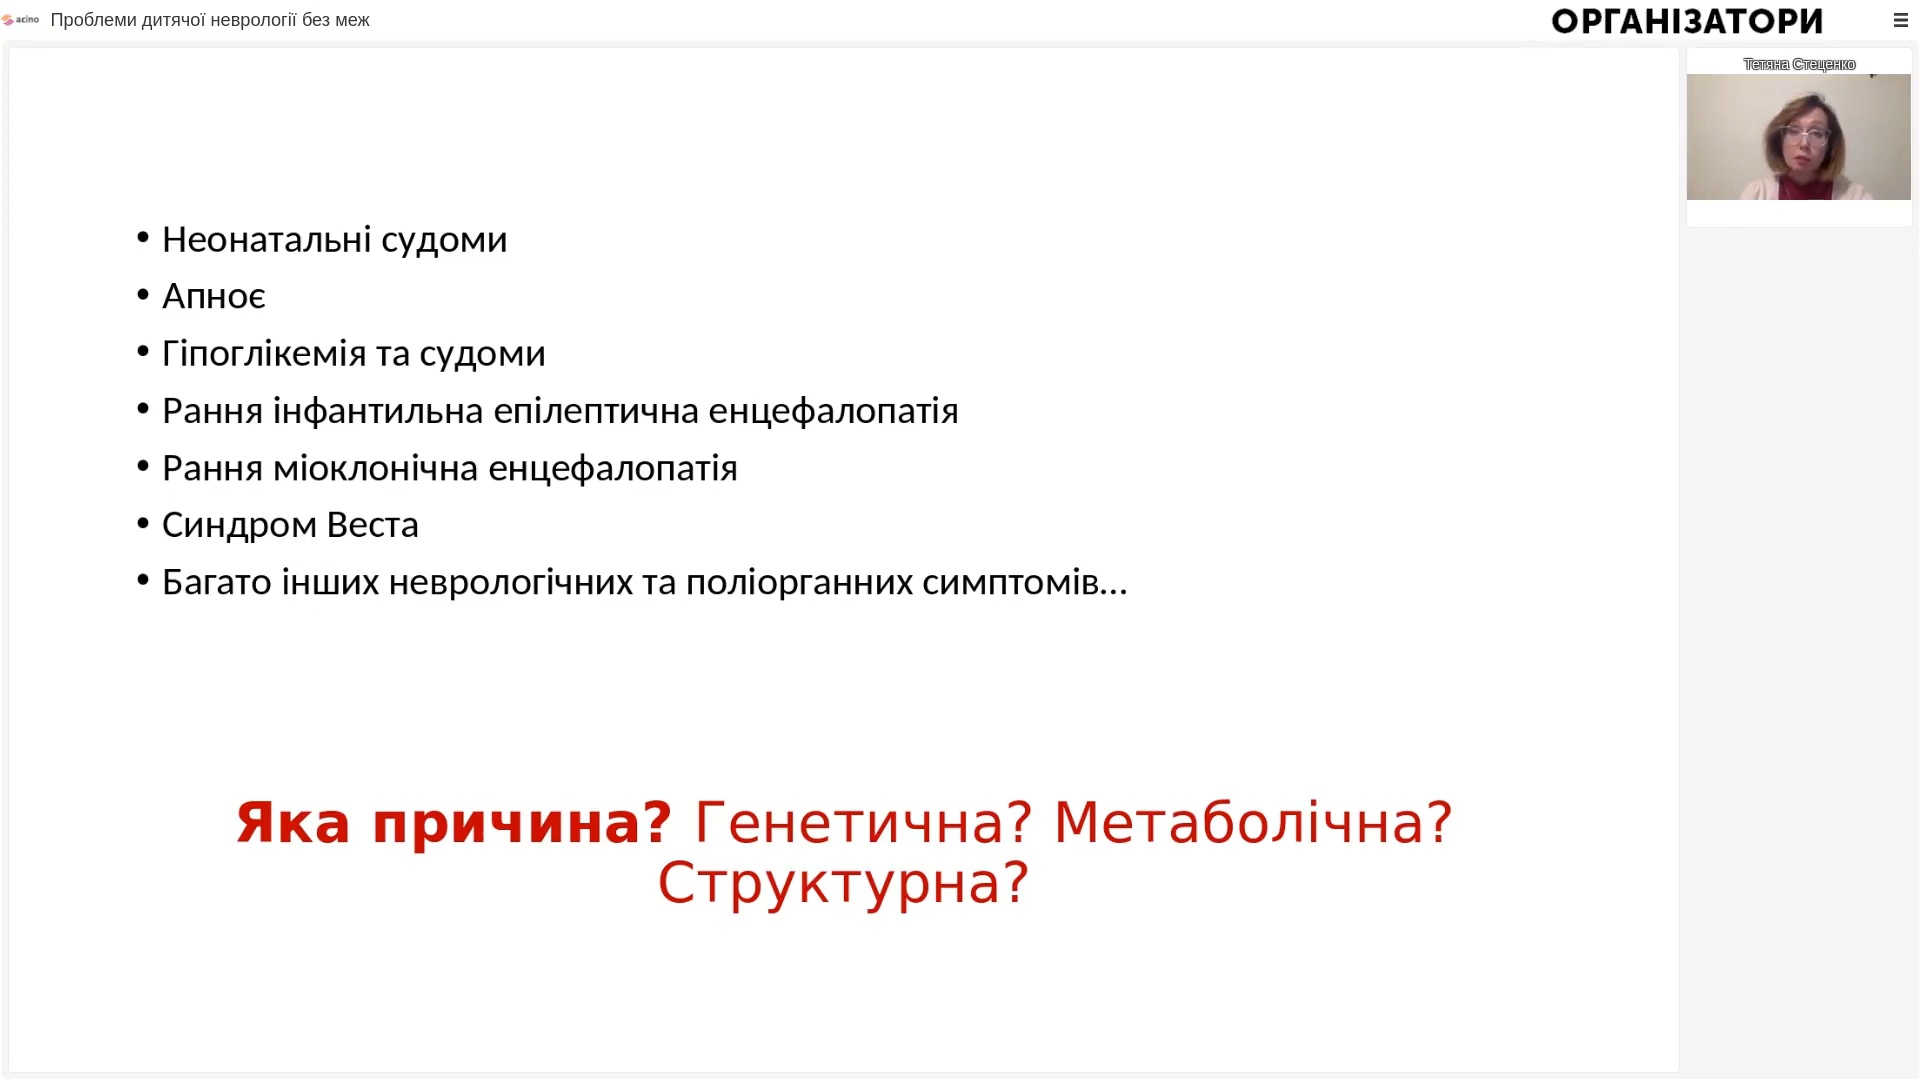 acino
Проблеми дитячої неврології без меж
ОРГАНІЗАТОРИ
Тетяна Стеценко
• Неонатальні судоми
• Апноє
• Гіпоглікемія та судоми
• Рання інфантильна епілептична енцефалопатія
• Рання міоклонічна енцефалопатія
• Синдром Веста
• Багато інших неврологічних та поліорганних симптомів...
Яка причина? Генетична? Метаболічна?
Структурна?